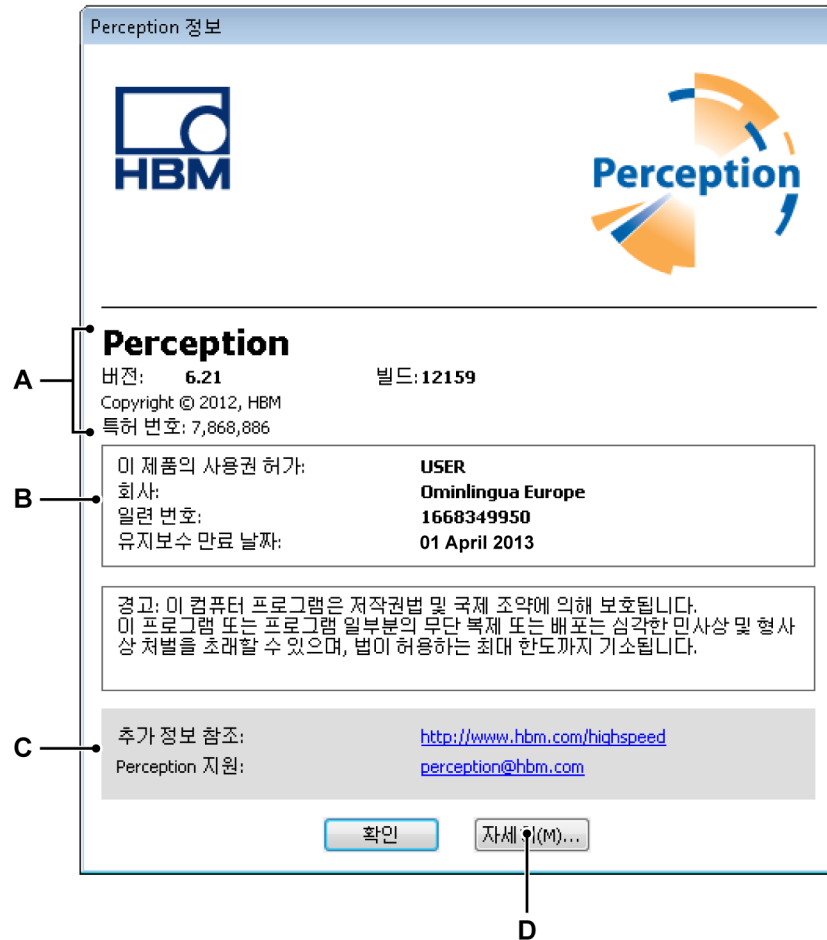 Perception 정보
HBM
Perception
Perception
A
버전: 6.21 빌드: 12159
Copyright © 2012, HBM
특허 번호: 7,868,886
이 제품의 사용권 허가: USER
B
회사: Ominlingua Europe
일련 번호: 1668349950
유지보수 만료 날짜: 01 April 2013
경고: 이 컴퓨터 프로그램은 저작권법 및 국제 조약에 의해 보호됩니다.
이 프로그램 또는 프로그램 일부분의 무단 복제 또는 배포는 심각한 민사상 및 형사
상 처벌을 초래할 수 있으며, 법이 허용하는 최대 한도까지 기소됩니다.
C
추가 정보 참조: http://www.hbm.com/highspeed
Perception 지원: perception@hbm.com
확인 자세히(M)...
D